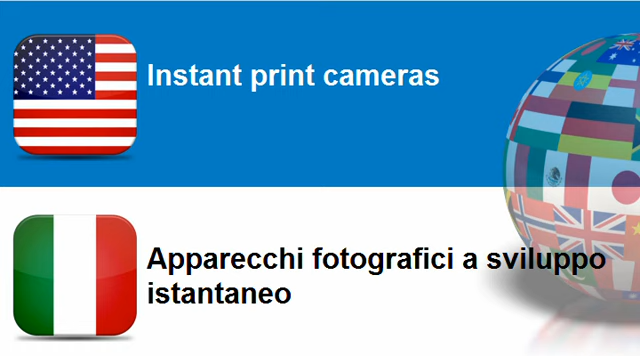 Instant print cameras
Apparecchi fotografici a sviluppo
istantaneo